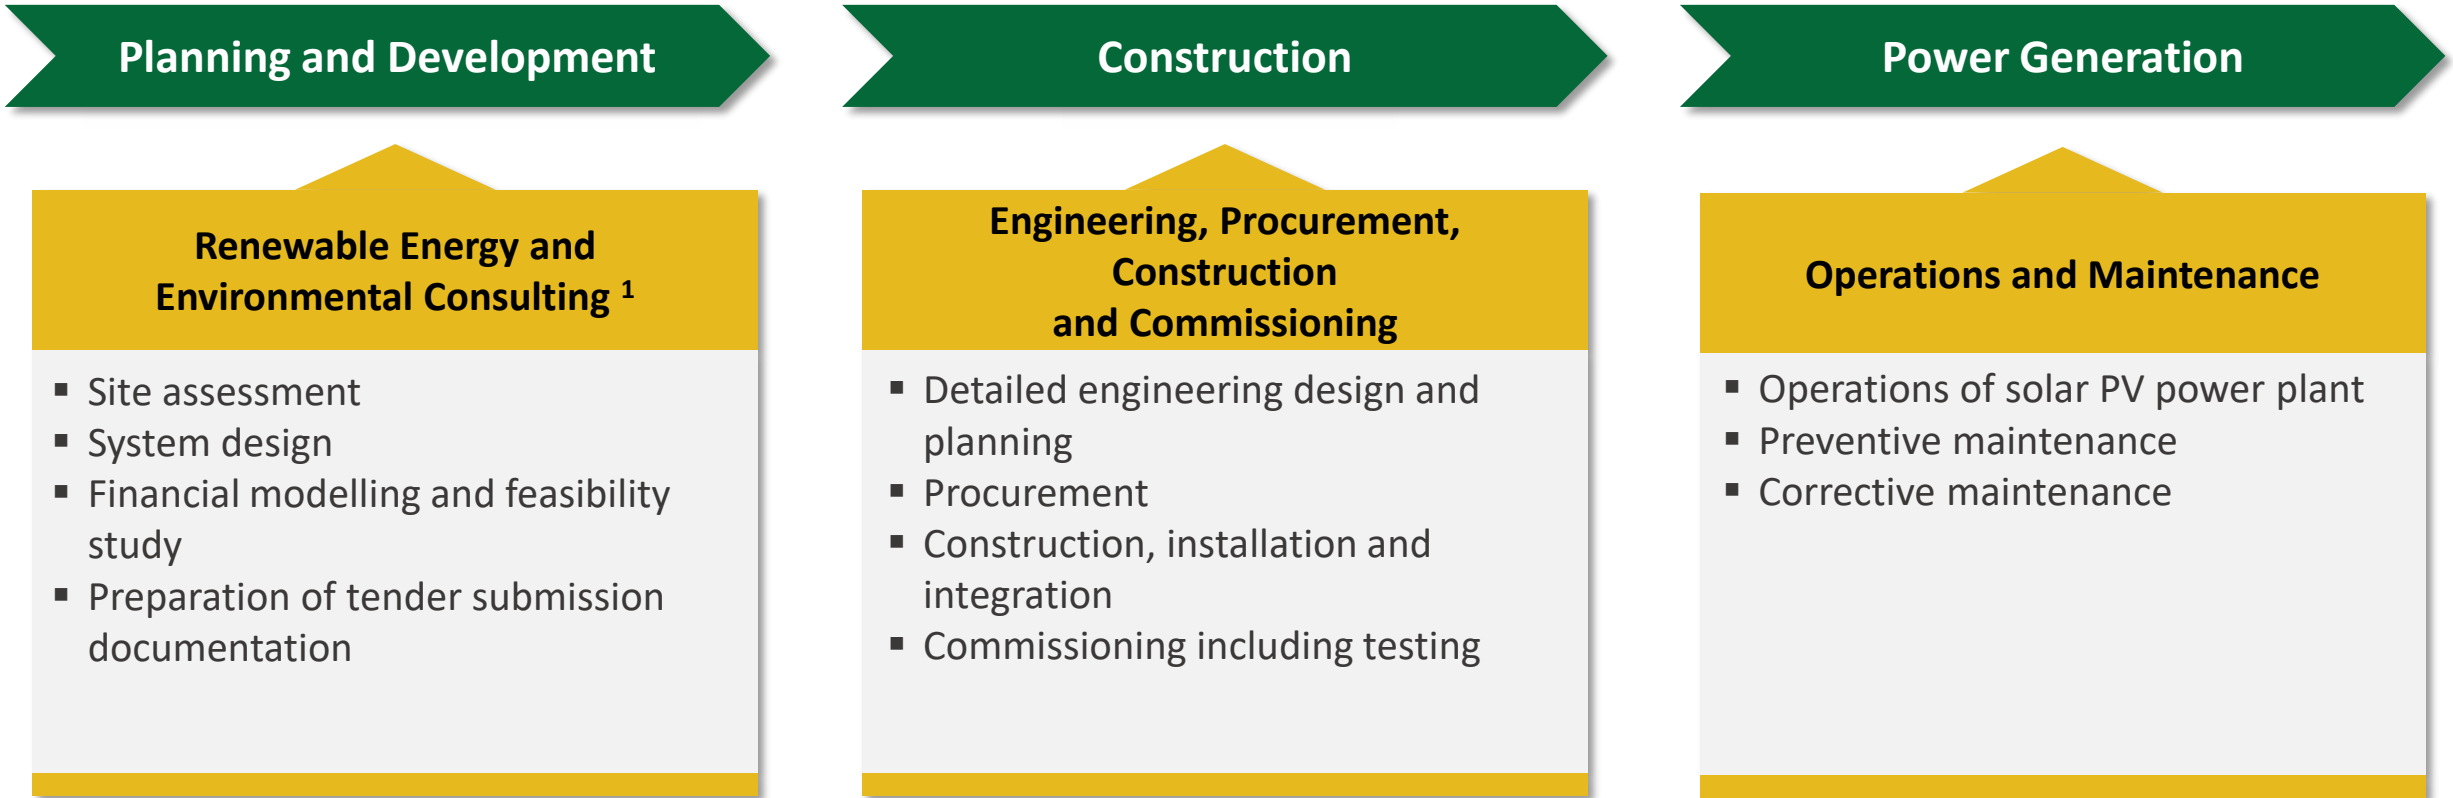 Planning and Development
Construction
Power Generation
Renewable Energy and
Environmental Consulting ¹
▪ Site assessment
▪ System design
▪ Financial modelling and feasibility
study
▪ Preparation of tender submission
documentation
Engineering, Procurement,
Construction
and Commissioning
▪ Detailed engineering design and
planning
▪ Procurement
▪ Construction, installation and
integration
▪ Commissioning including testing
Operations and Maintenance
▪ Operations of solar PV power plant
▪ Preventive maintenance
▪ Corrective maintenance